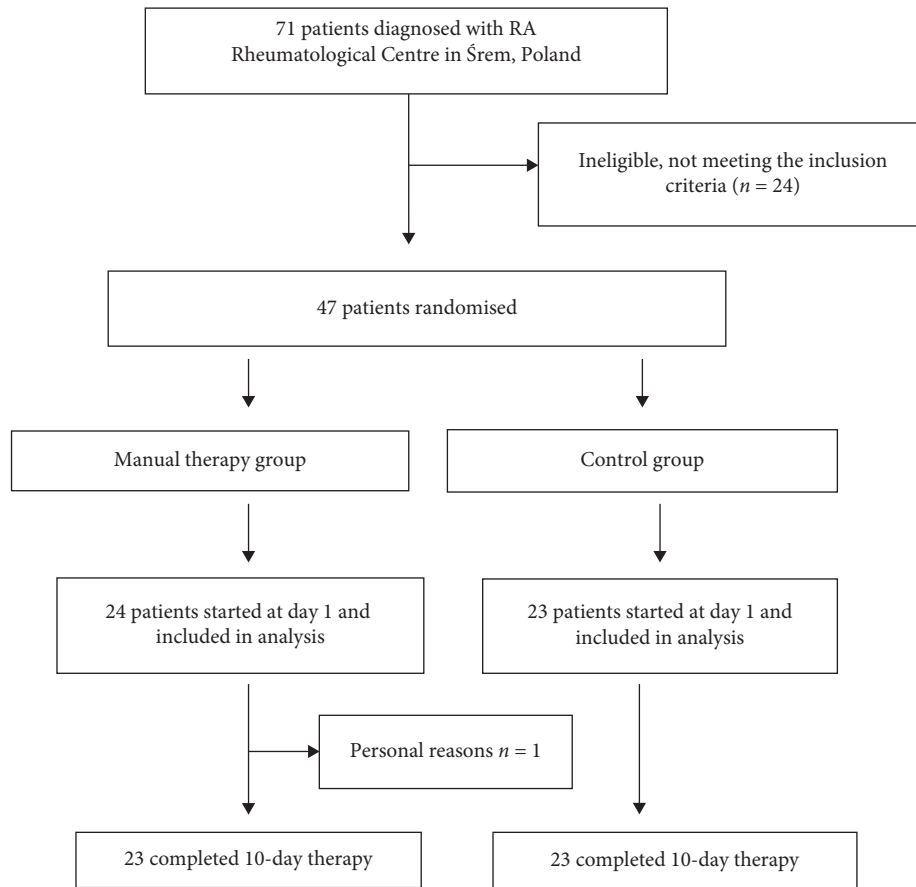 71 patients diagnosed with RA
Rheumatological Centre in Śrem, Poland
Ineligible, not meeting the inclusion
criteria (n = 24)
47 patients randomised
Manual therapy group
Control group
24 patients started at day 1 and
included in analysis
23 patients started at day 1 and
included in analysis
Personal reasons n = 1
23 completed 10-day therapy
23 completed 10-day therapy